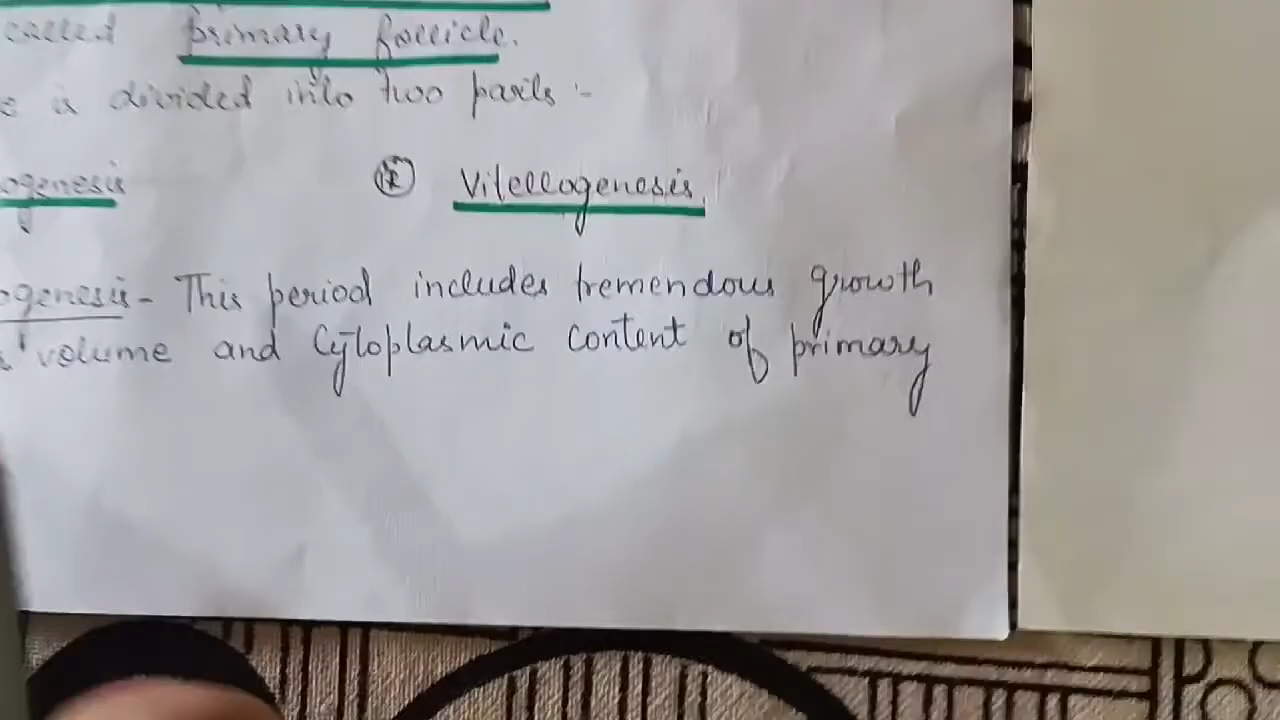 called primary follicle.
e is divided into two parts :-
ogenesis Vitellogenesis.
ogenesis - This period includes tremendous growth
volume and Cytoplasmic content of primary